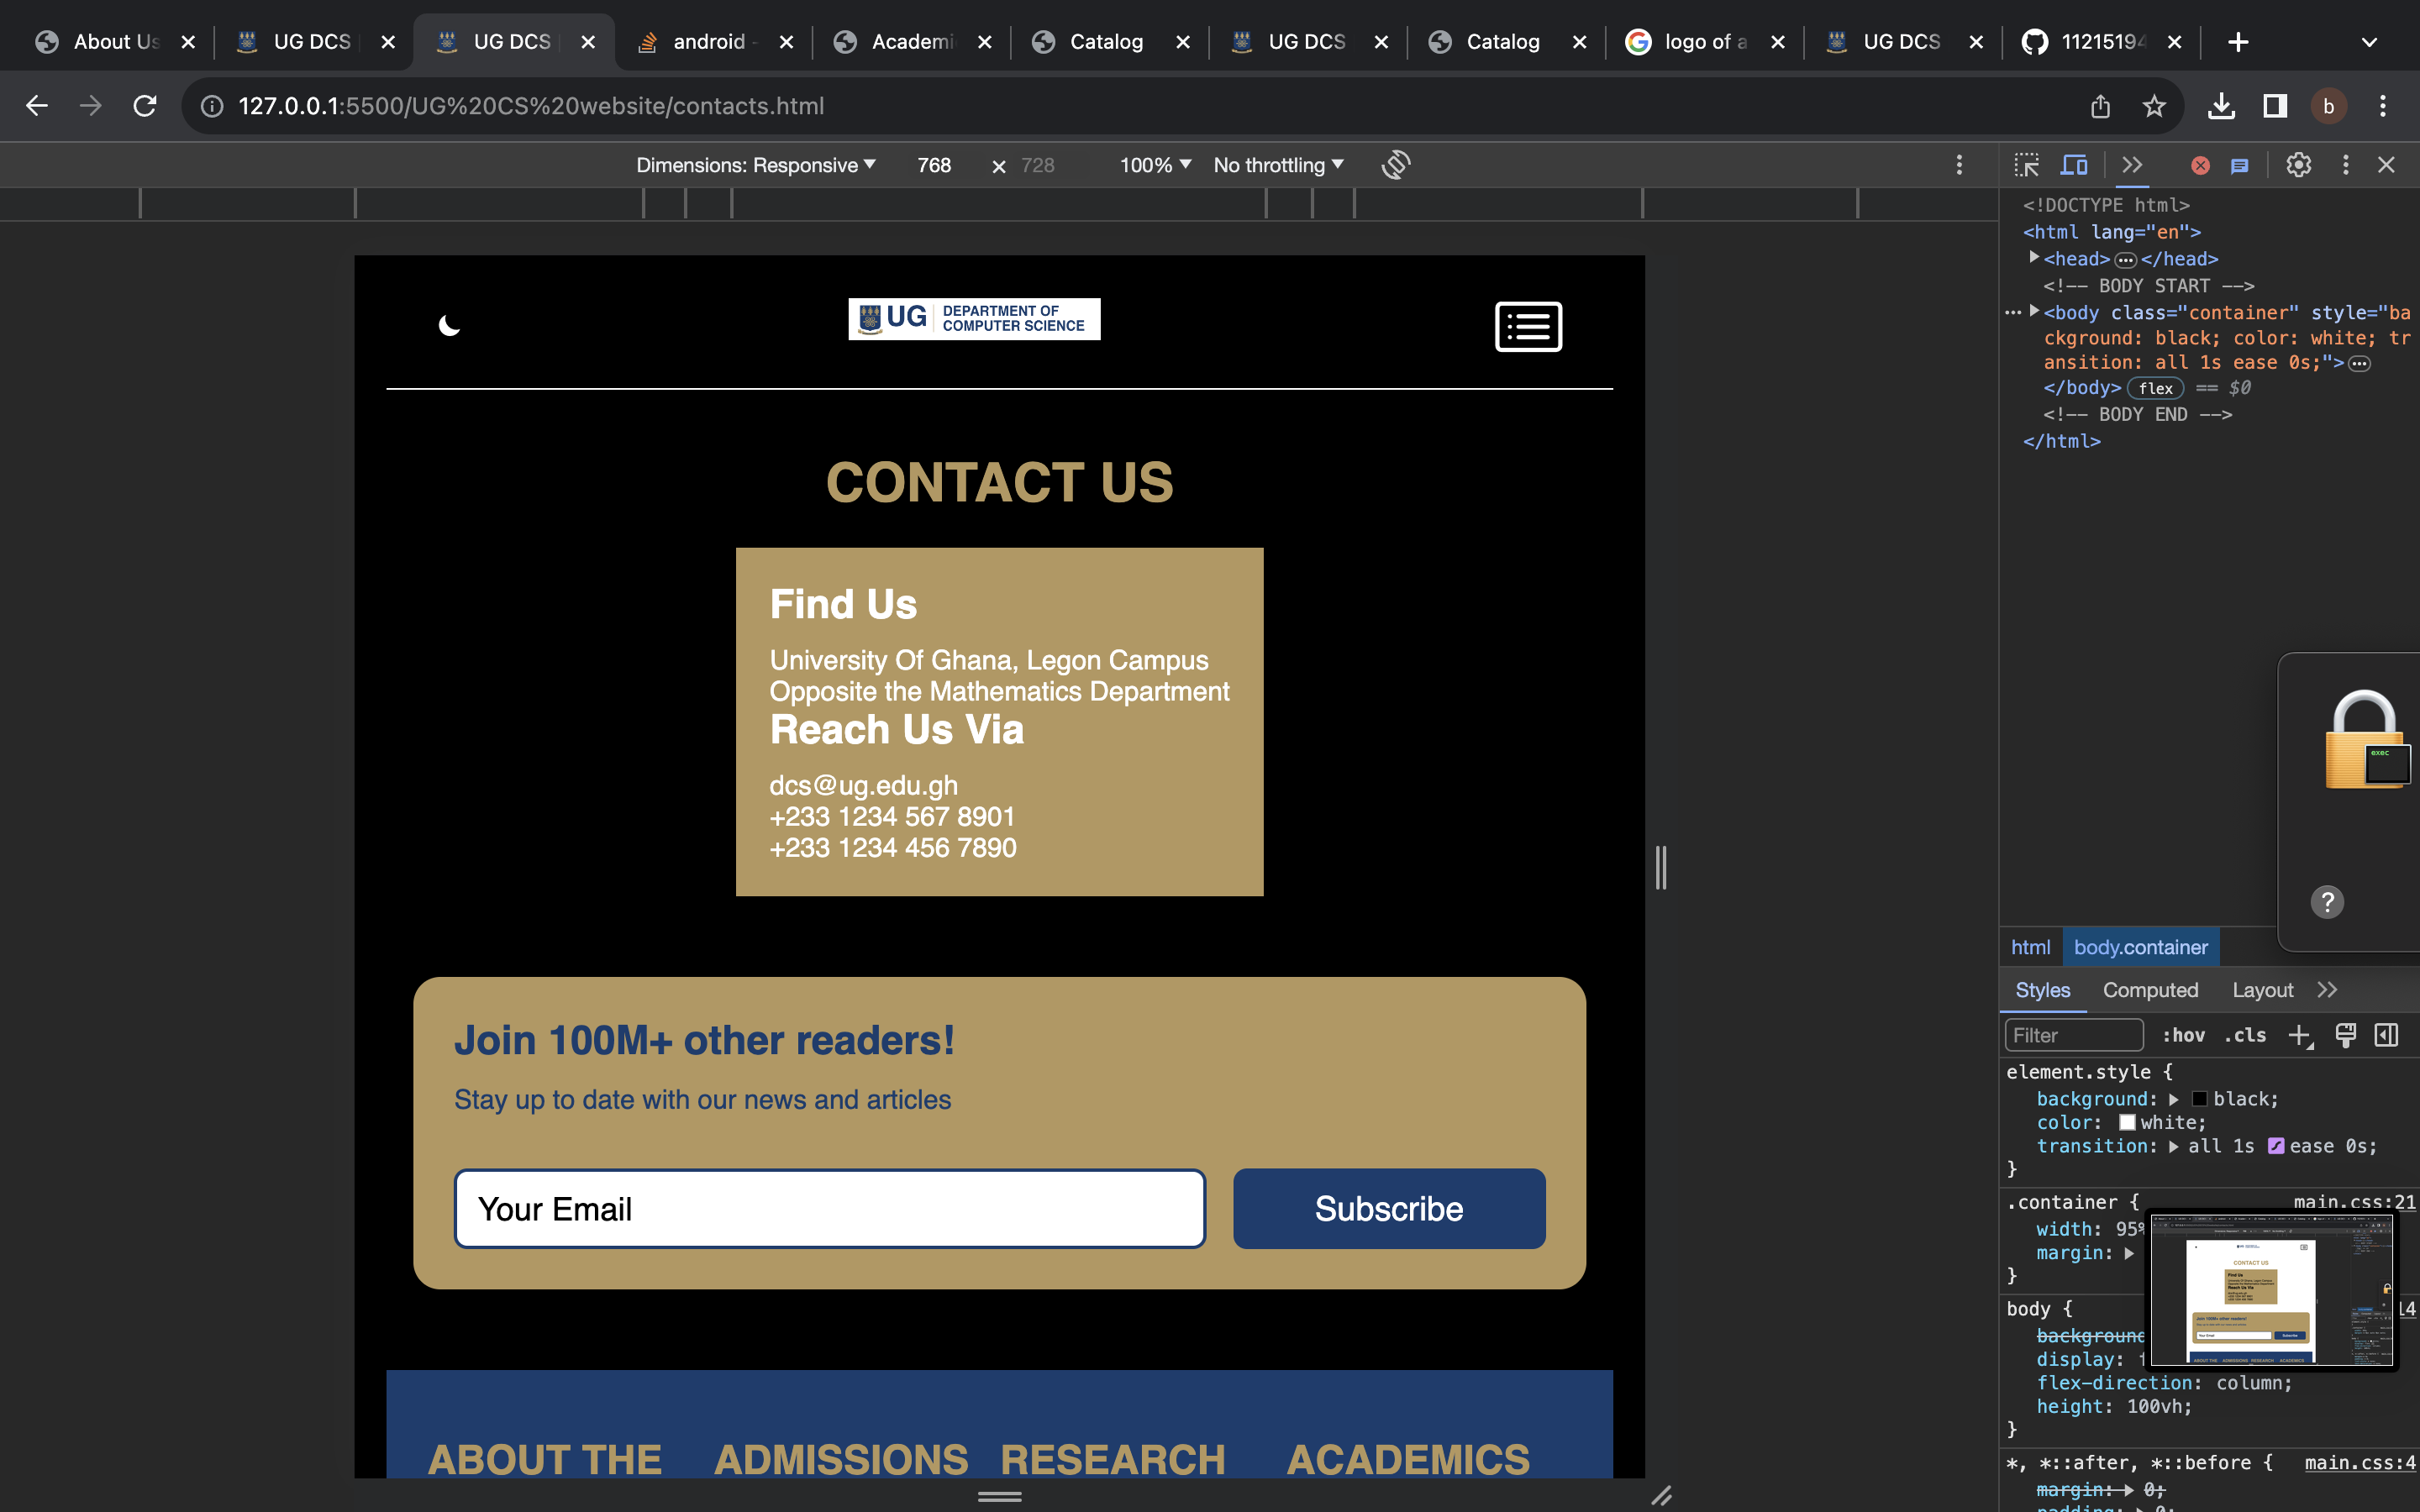 About Us
UG DCS
UG DCS
android -
Academi
Catalog
UG DCS
Catalog
logo of a
UG DCS
11215194
127.0.0.1:5500/UG%20CS%20website/contacts.html
b
Dimensions: Responsive 768 × 728 100% No throttling
UG DEPARTMENT OF
COMPUTER SCIENCE
CONTACT US
Find Us
University Of Ghana, Legon Campus
Opposite the Mathematics Department
Reach Us Via
dcs@ug.edu.gh
+233 1234 567 8901
+233 1234 456 7890
Join 100M+ other readers!
Stay up to date with our news and articles
Your Email
Subscribe
ABOUT THE ADMISSIONS RESEARCH ACADEMICS
<!DOCTYPE html>
<html lang="en">
<head> ••• </head>
<!-- BODY START -->
••• <body class="container" style="ba
ckground: black; color: white; tr
ansition: all 1s ease 0s;"> •••
</body> flex == $0
<!-- BODY END -->
</html>
exec
?
html body.container
Styles Computed Layout
Filter :hov .cls
element.style {
background: black;
color: white;
transition: all 1s ease 0s;
}
.container { main.css:21
width: 95%
margin:
}
body { 14
background
display: f
flex-direction: column;
height: 100vh;
}
*, *::after, *::before { main.css:4
margin: 0;
padding: 0;